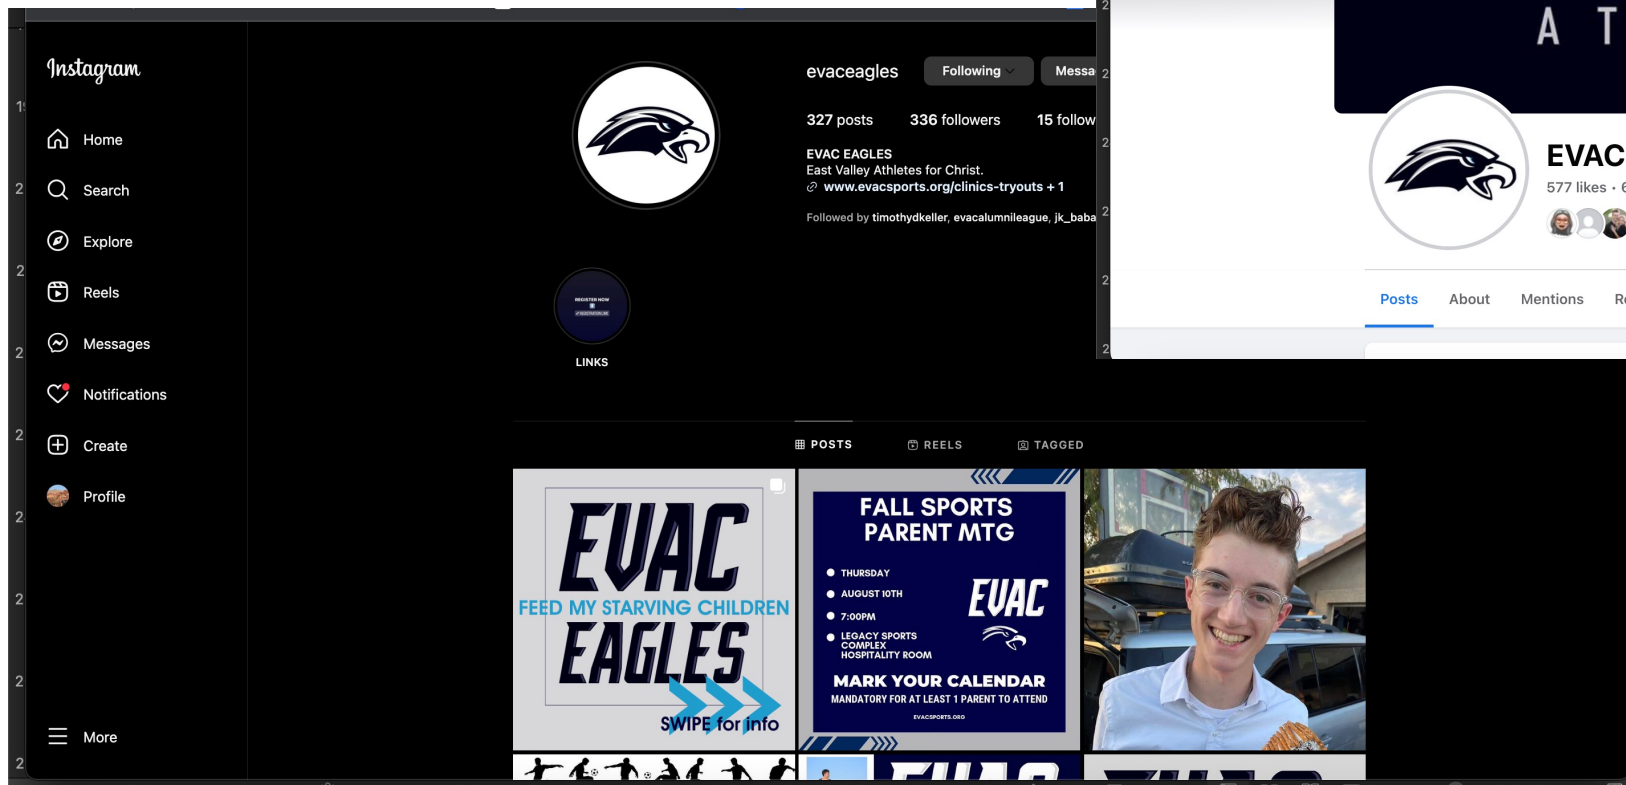 Instagram
Home
Search
Explore
Reels
Messages
Notifications
Create
Profile
More
evaceagles
Following
327 posts 336 followers
EVAC EAGLES
East Valley Athletes for Christ.
www.evacsports.org/clinics-tryouts + 1
Followed by timothydkeller, evacalumnileague, jk_baba
REGISTER NOW
LINKS
POSTS
REELS
TAGGED
EVAC
FEED MY STARVING CHILDREN
EAGLES
SWIPE for info
FALL SPORTS
PARENT MTG
THURSDAY
AUGUST 10TH
7:00PM
LEGACY SPORTS
COMPLEX
HOSPITALITY ROOM
EVAC
MARK YOUR CALENDAR
MANDATORY FOR AT LEAST 1 PARENT TO ATTEND
EVACSPORTS.ORG
A T
EVAC
577 likes
Posts
About
Mentions